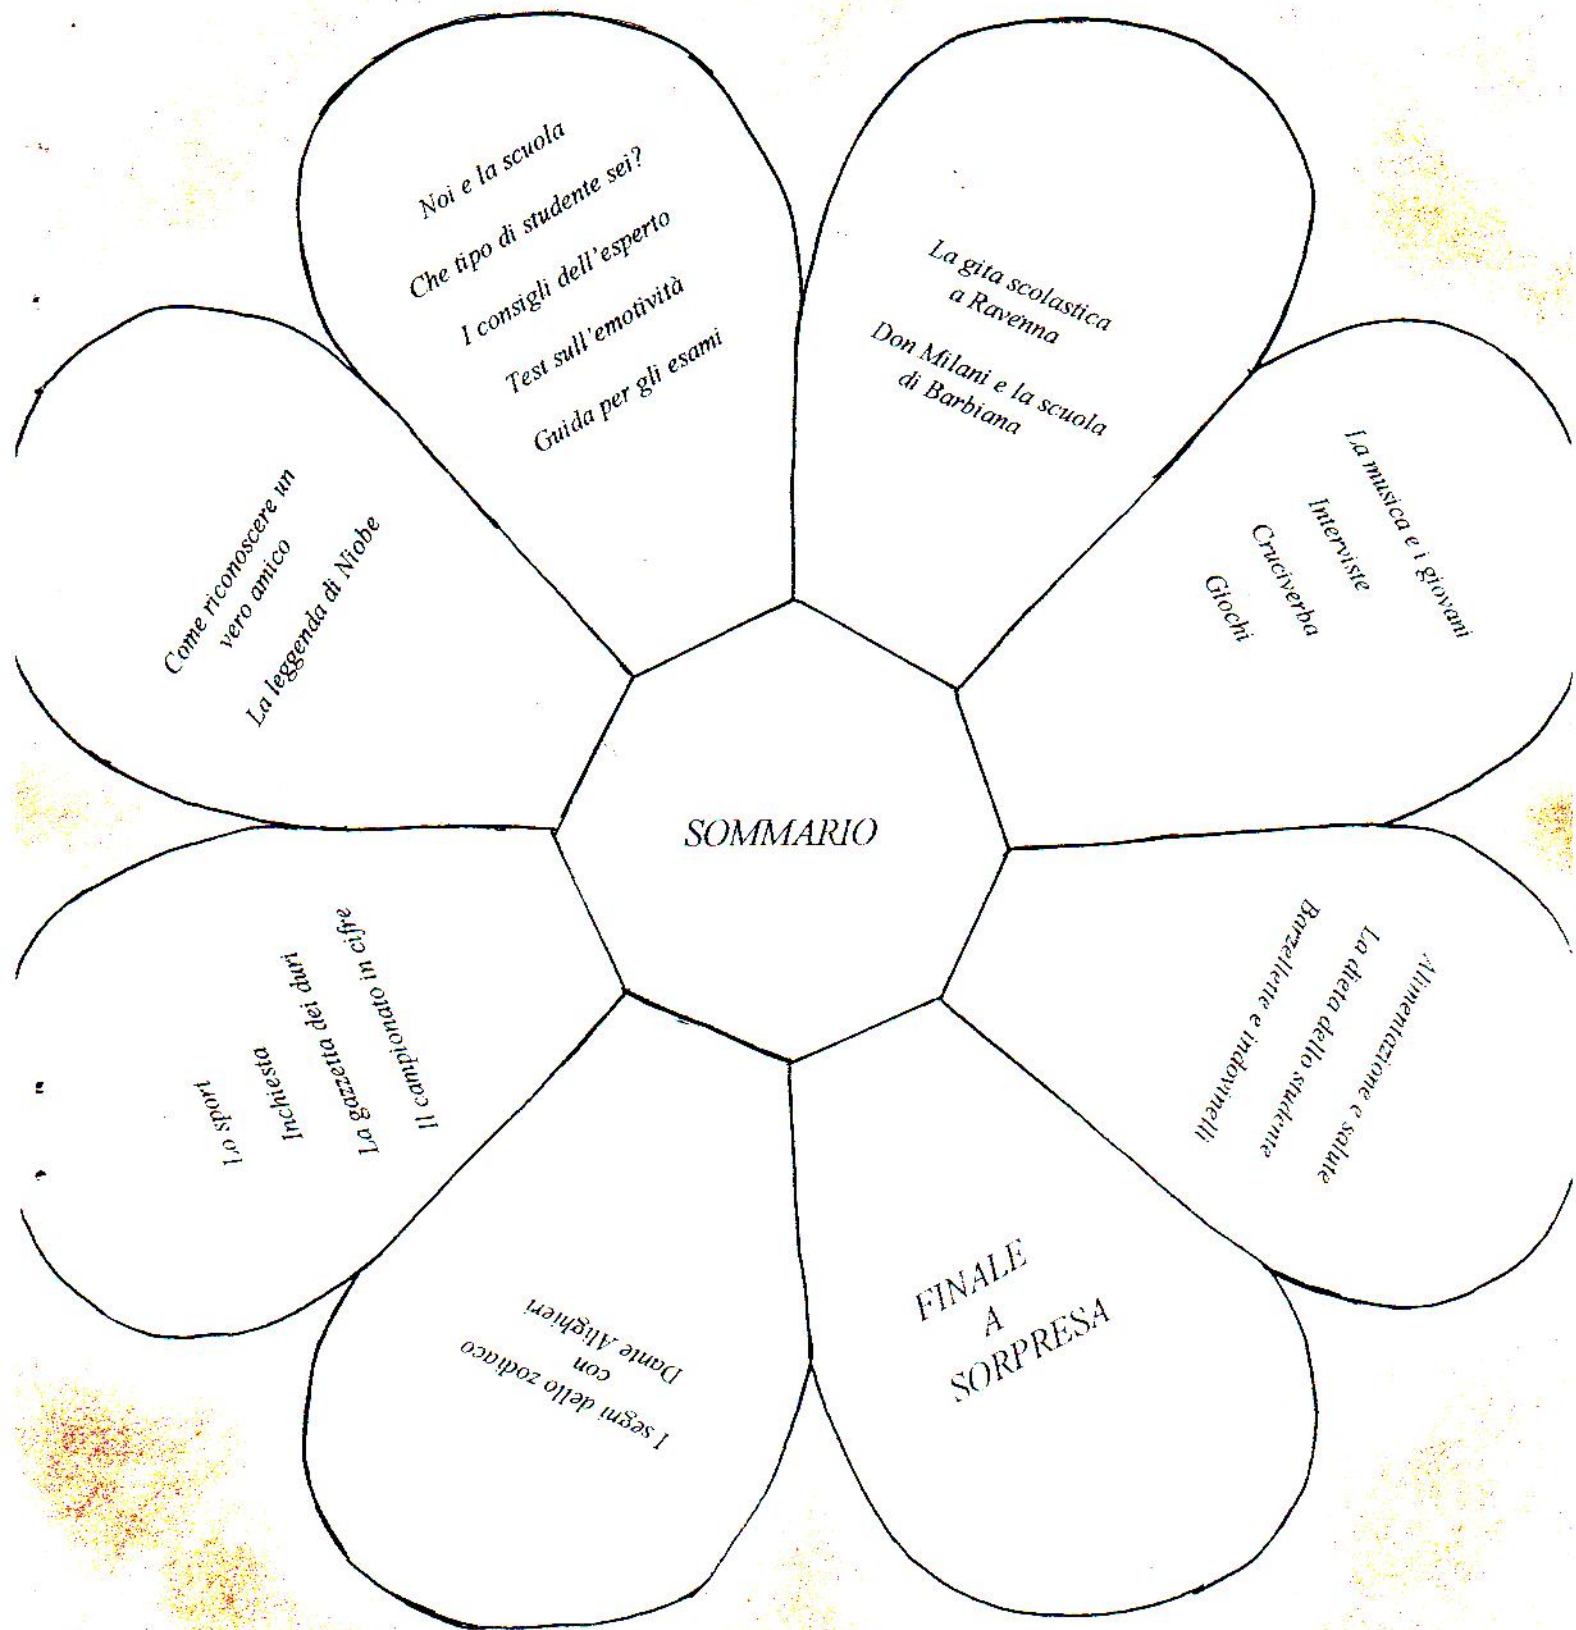 Noi e la scuola
Che tipo di studente sei?
I consigli dell'esperto
Test sull'emotività
Guida per gli esami
La gita scolastica
a Ravenna
Don Milani e la scuola
di Barbiana
La musica e i giovani
Interviste
Cruciverba
Giochi
Alimentazione e salute
La dieta dello studente
Barzellette e indovinelli
FINALE
A
SORPRESA
I segni dello zodiaco
con
Dante Alighieri
Lo sport
Inchiesta
La gazzetta dei duri
Il campionato in cifre
Come riconoscere un
vero amico
La leggenda di Niobe
SOMMARIO